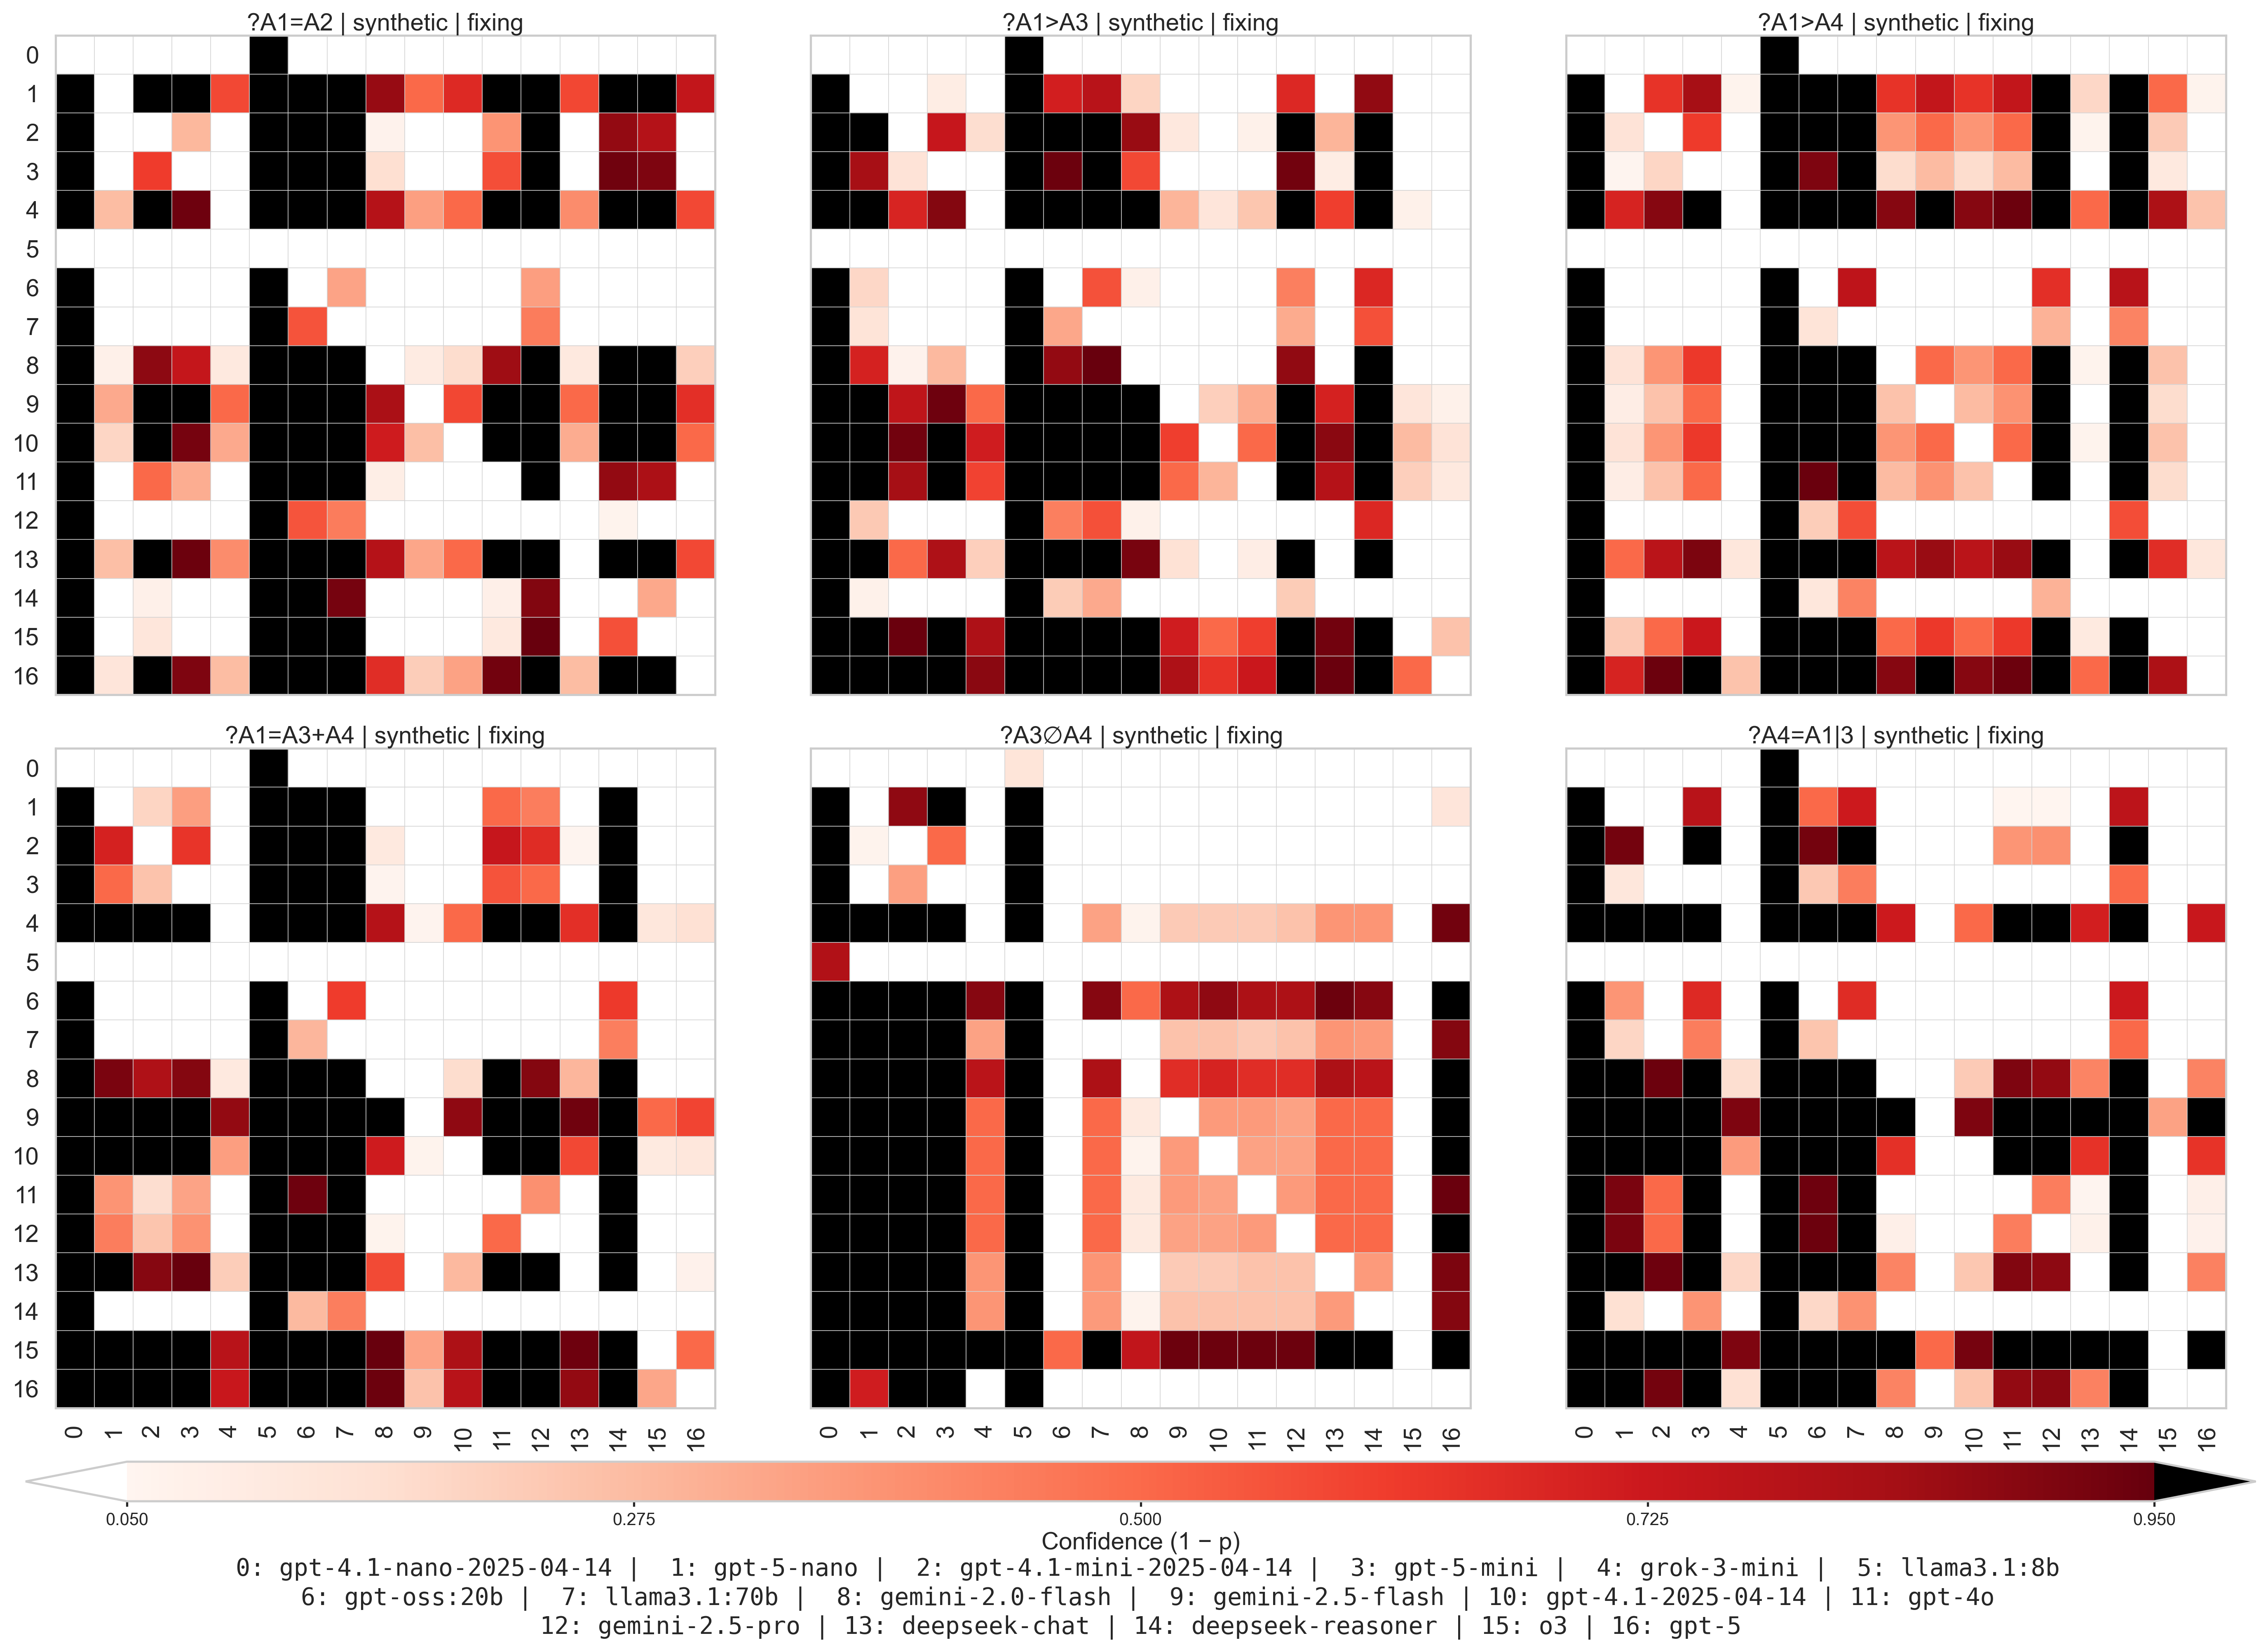 ?A1=A2 | synthetic | fixing
?A1>A3 | synthetic | fixing
?A1>A4 | synthetic | fixing
0
1
2
3
4
5
6
7
8
9
10
11
12
13
14
15
16
?A1=A3+A4 | synthetic | fixing
?A3∅A4 | synthetic | fixing
?A4=A1|3 | synthetic | fixing
0
1
2
3
4
5
6
7
8
9
10
11
12
13
14
15
16
0 1 2 3 4 5 6 7 8 9 10 11 12 13 14 15 16
0 1 2 3 4 5 6 7 8 9 10 11 12 13 14 15 16
0 1 2 3 4 5 6 7 8 9 10 11 12 13 14 15 16
0.050 0.275 0.500 0.725 0.950
Confidence (1 − p)
0: gpt-4.1-nano-2025-04-14 | 1: gpt-5-nano | 2: gpt-4.1-mini-2025-04-14 | 3: gpt-5-mini | 4: grok-3-mini | 5: llama3.1:8b
6: gpt-oss:20b | 7: llama3.1:70b | 8: gemini-2.0-flash | 9: gemini-2.5-flash | 10: gpt-4.1-2025-04-14 | 11: gpt-4o
12: gemini-2.5-pro | 13: deepseek-chat | 14: deepseek-reasoner | 15: o3 | 16: gpt-5